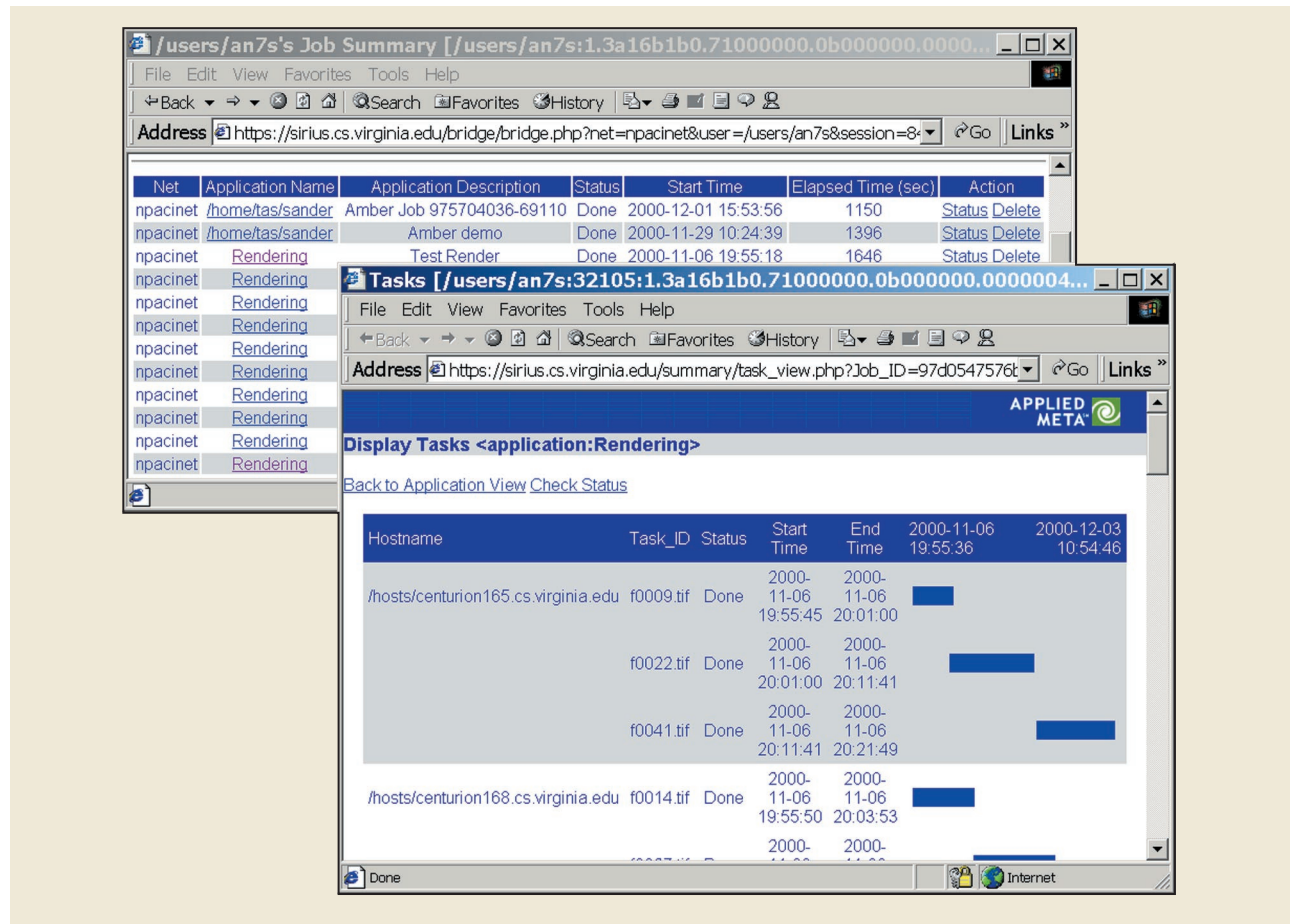 /users/an7s's Job Summary [/users/an7s:1.3a16b1b0.71000000.0b000000.0000...
File Edit View Favorites Tools Help
Back Search Favorites History
Address https://sirius.cs.virginia.edu/bridge/bridge.php?net=npacinet&user=/users/an7s&session=84 Go Links »
Net Application Name Application Description Status Start Time Elapsed Time (sec) Action
npacinet /home/tas/sander Amber Job 975704036-69110 Done 2000-12-01 15:53:56 1150 Status Delete
npacinet /home/tas/sander Amber demo Done 2000-11-29 10:24:39 1396 Status Delete
npacinet Rendering Test Render Done 2000-11-06 19:55:18 1646 Status Delete
npacinet Rendering
npacinet Rendering
npacinet Rendering
npacinet Rendering
npacinet Rendering
npacinet Rendering
npacinet Rendering
npacinet Rendering
npacinet Rendering
Tasks [/users/an7s:32105:1.3a16b1b0.71000000.0b000000.0000004...
File Edit View Favorites Tools Help
Back Search Favorites History
Address https://sirius.cs.virginia.edu/summary/task_view.php?Job_ID=97d0547576b Go Links »
APPLIED
META™
Display Tasks <application:Rendering>
Back to Application View Check Status
Hostname Task_ID Status Start Time End Time 2000-11-06 19:55:36 2000-12-03 10:54:46
/hosts/centurion165.cs.virginia.edu f0009.tif Done 2000-11-06 19:55:45 2000-11-06 20:01:00
f0022.tif Done 2000-11-06 20:01:00 2000-11-06 20:11:41
f0041.tif Done 2000-11-06 20:11:41 2000-11-06 20:21:49
/hosts/centurion168.cs.virginia.edu f0014.tif Done 2000-11-06 19:55:50 2000-11-06 20:03:53
2000- 2000-
Done Internet